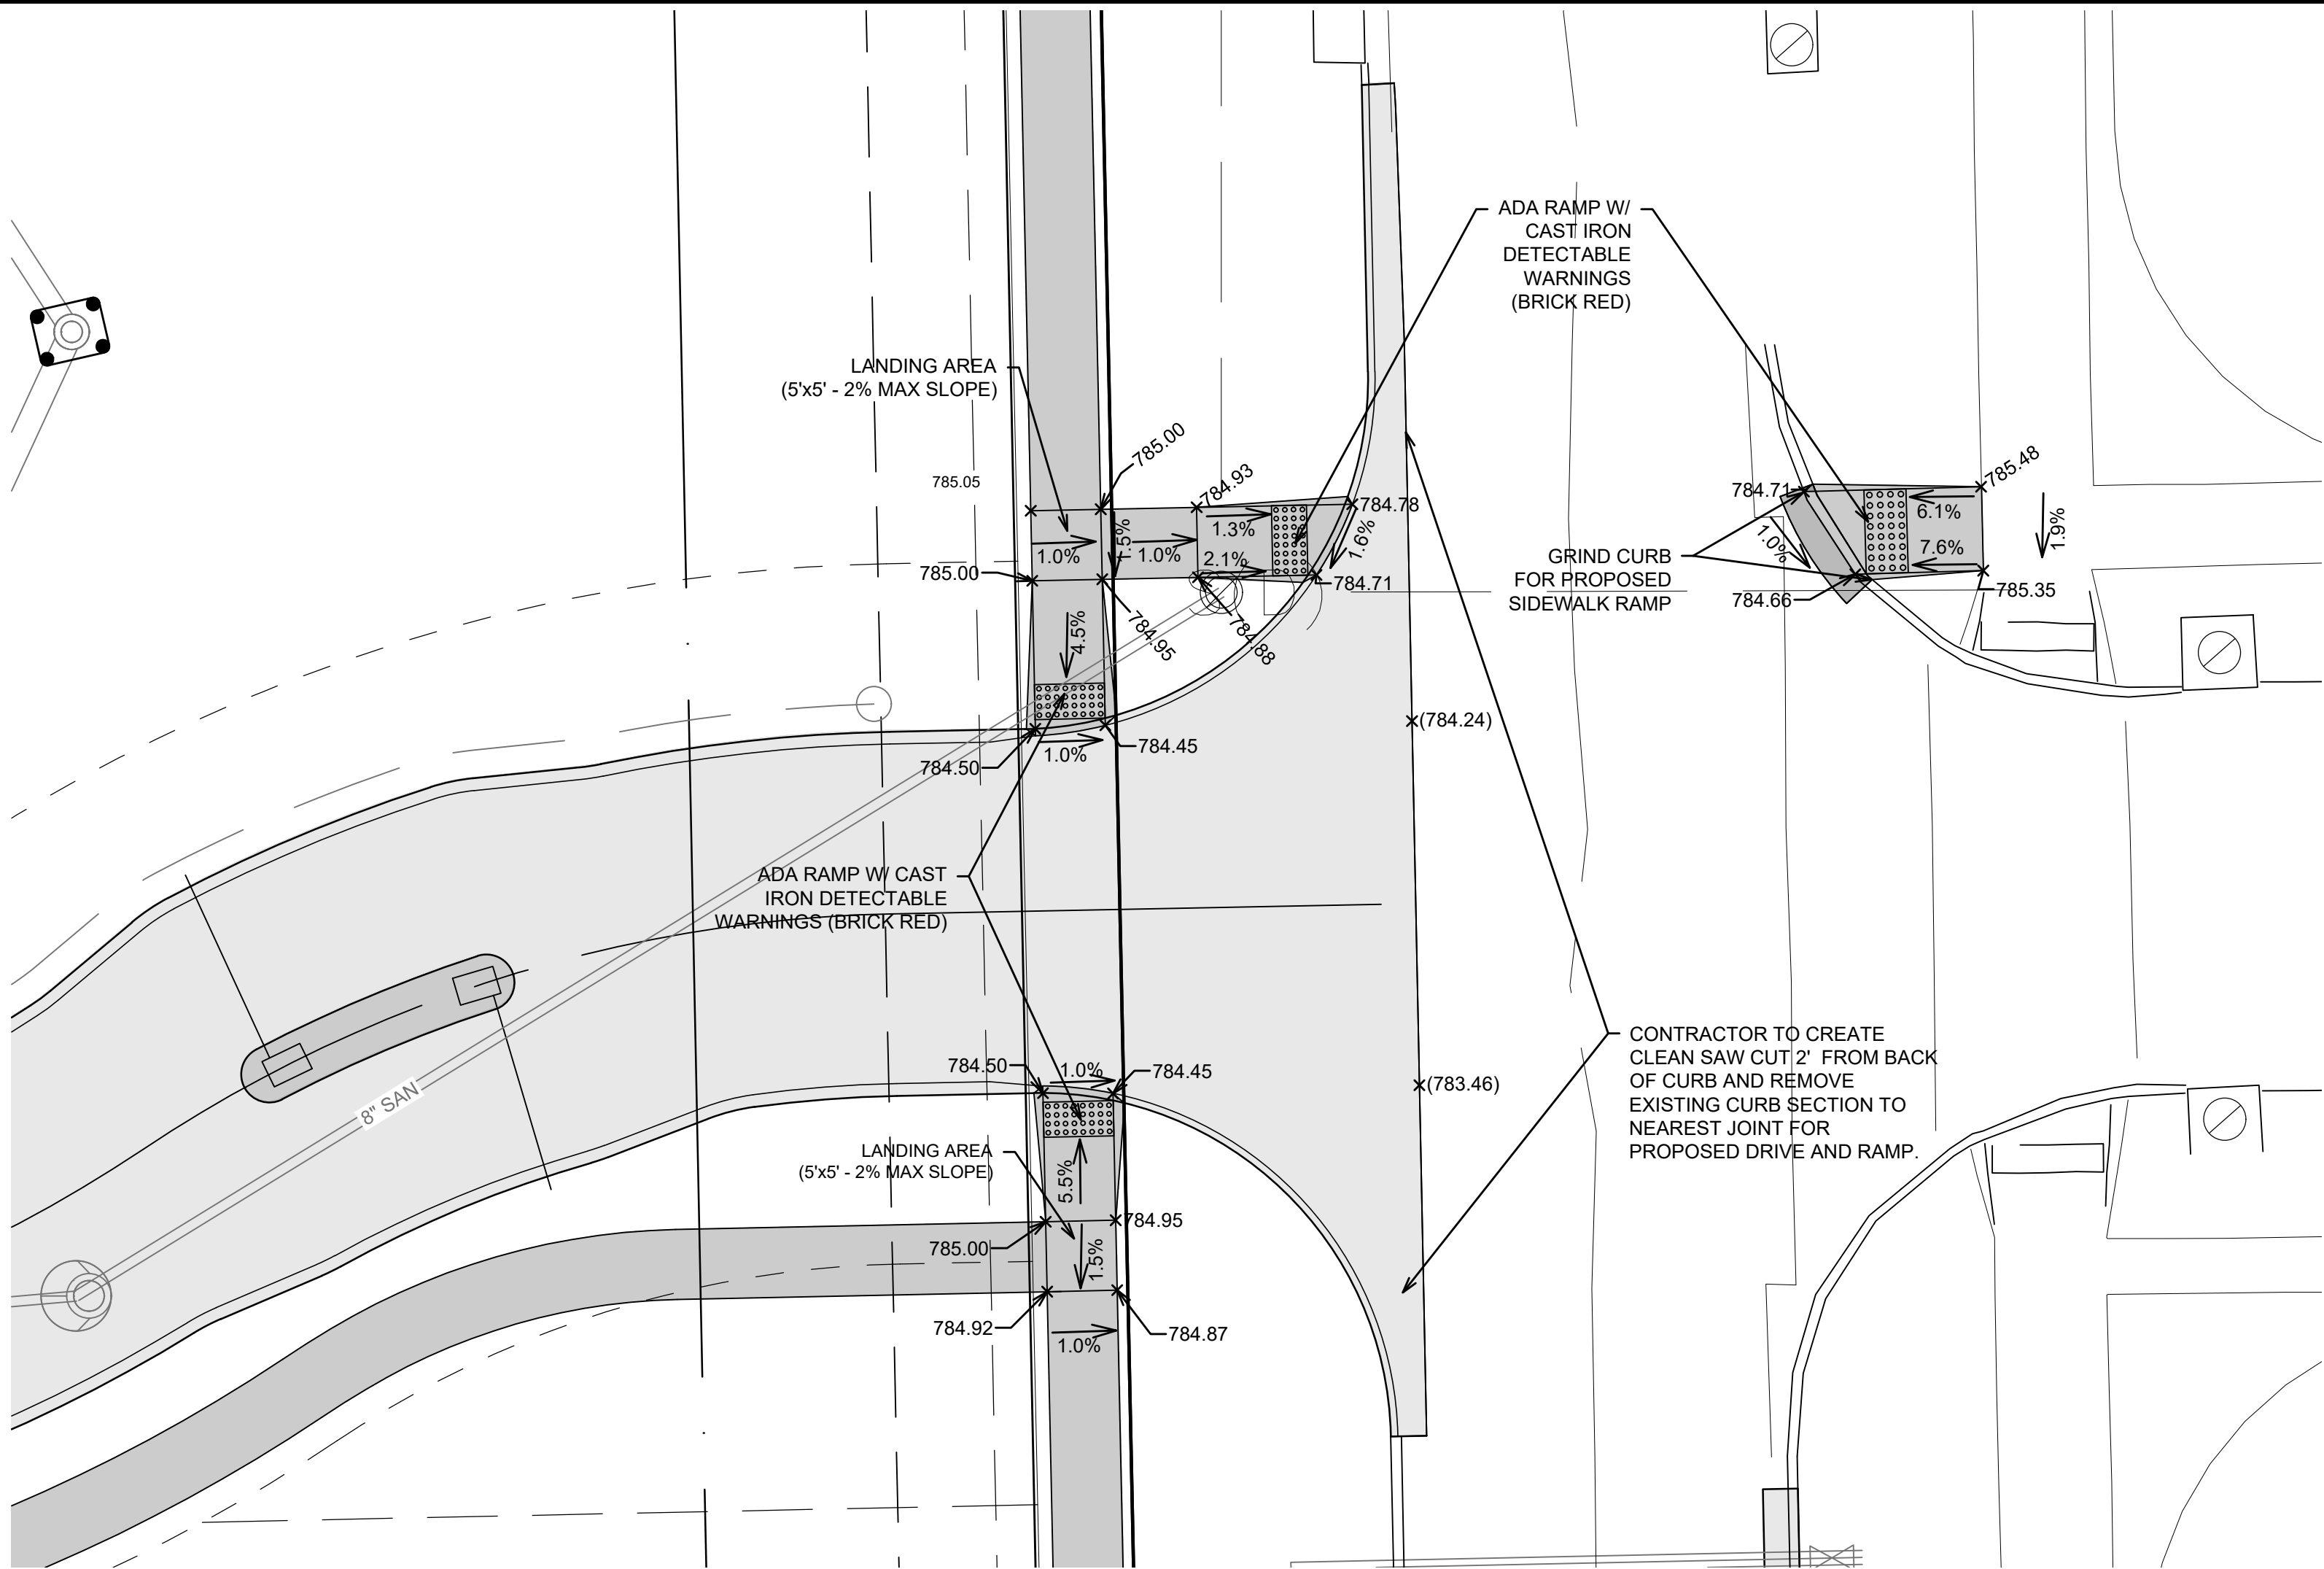 ADA RAMP W/
CAST IRON
DETECTABLE
WARNINGS
(BRICK RED)
LANDING AREA
(5'x5' - 2% MAX SLOPE)
785.00
785.05
784.93
784.78
1.3%
1.5%
1.0%
1.0%
2.1%
1.6%
785.00
784.71
784.95
784.88
4.5%
784.50
1.0%
784.45
785.48
784.71
6.1%
1.9%
1.0%
7.6%
GRIND CURB
FOR PROPOSED
SIDEWALK RAMP
784.66
785.35
(784.24)
ADA RAMP W/ CAST
IRON DETECTABLE
WARNINGS (BRICK RED)
8" SAN
(783.46)
CONTRACTOR TO CREATE
CLEAN SAW CUT 2' FROM BACK
OF CURB AND REMOVE
EXISTING CURB SECTION TO
NEAREST JOINT FOR
PROPOSED DRIVE AND RAMP.
784.50
1.0%
784.45
LANDING AREA
(5'x5' - 2% MAX SLOPE)
5.5%
784.95
785.00
1.5%
784.92
784.87
1.0%